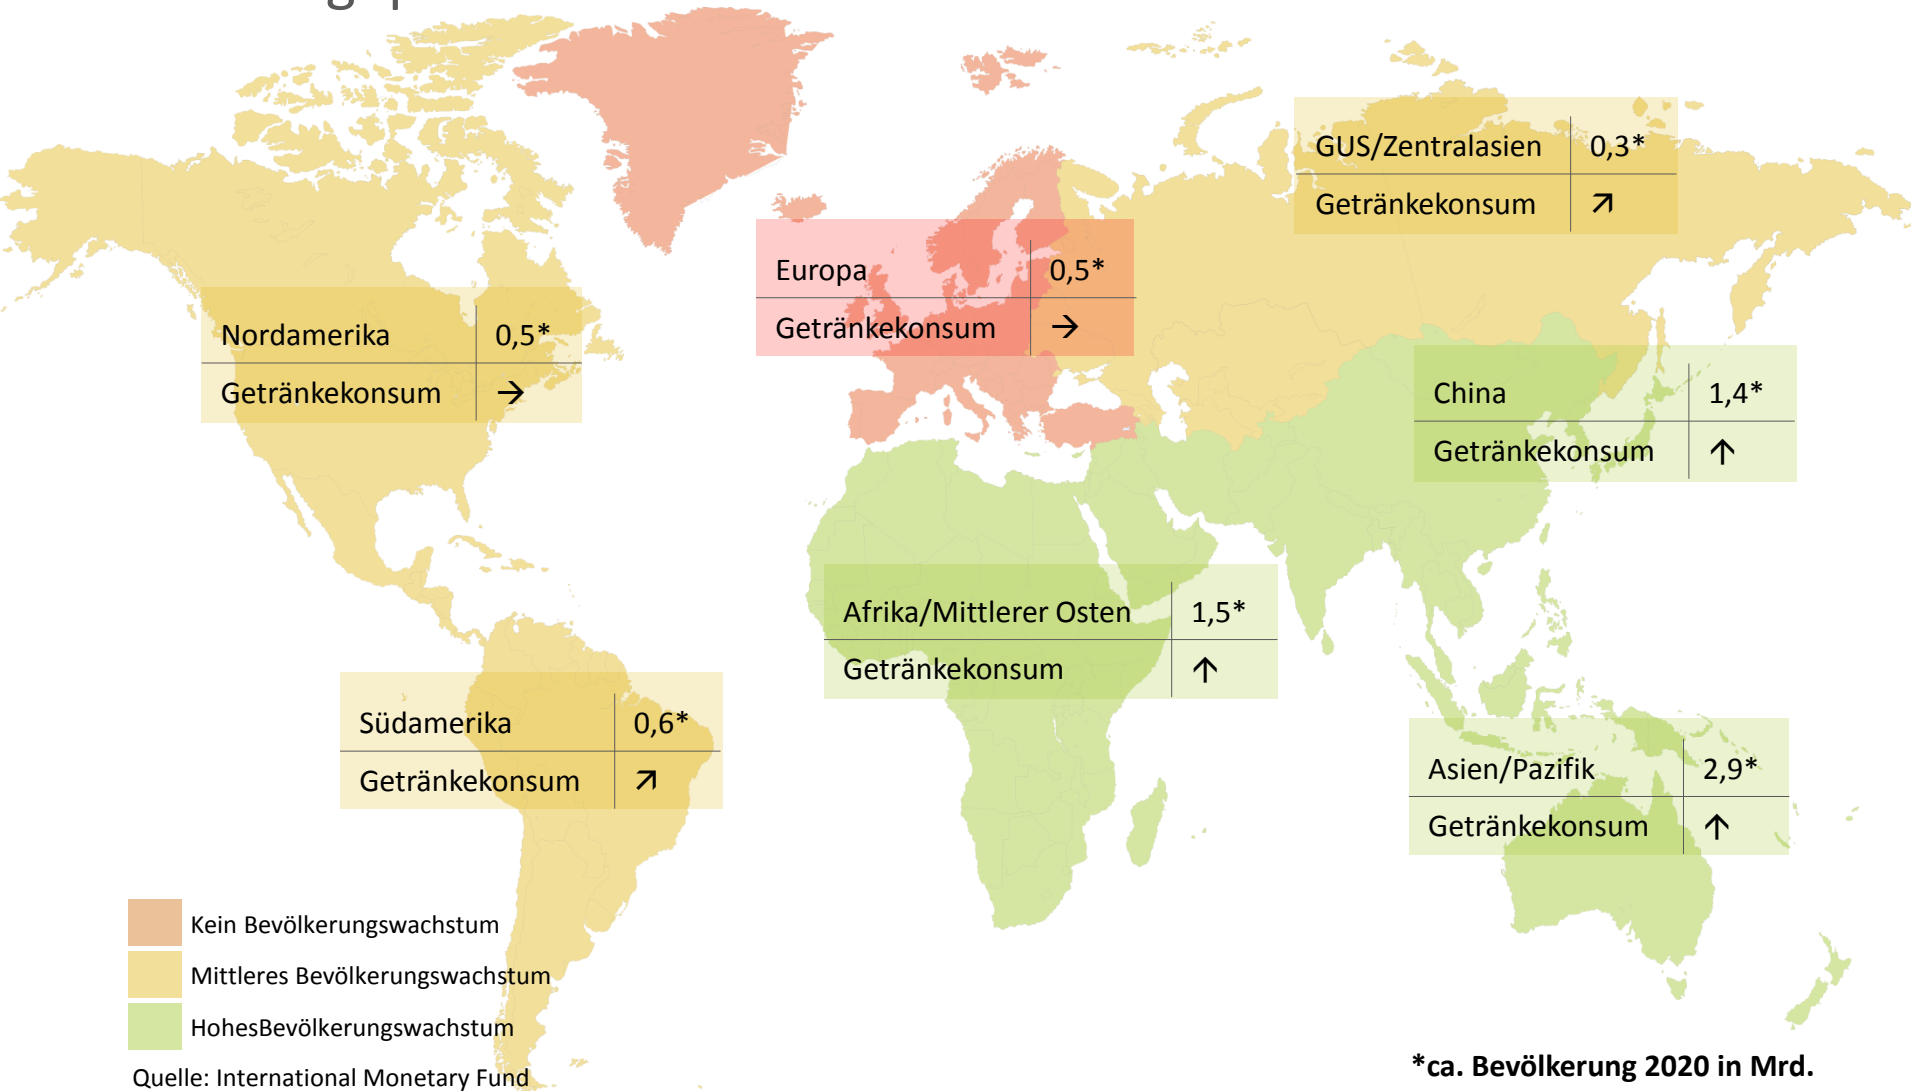 GUS/Zentralasien 0,3*
Getränkekonsum ↗
Europa 0,5*
Getränkekonsum →
Nordamerika 0,5*
Getränkekonsum →
China 1,4*
Getränkekonsum ↑
Afrika/Mittlerer Osten 1,5*
Getränkekonsum ↑
Südamerika 0,6*
Getränkekonsum ↗
Asien/Pazifik 2,9*
Getränkekonsum ↑
Kein Bevölkerungswachstum
Mittleres Bevölkerungswachstum
HohesBevölkerungswachstum
Quelle: International Monetary Fund
*ca. Bevölkerung 2020 in Mrd.